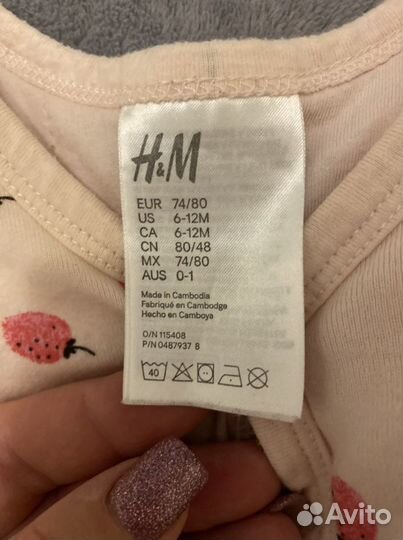 H&M
EUR 74/80
US 6-12M
CA 6-12M
CN 80/48
MX 74/80
AUS 0-1
Made in Cambodia
Fabriqué en Cambodge
Hecho en Camboya
O/N 115408
P/N 0487937 8
40
Avito